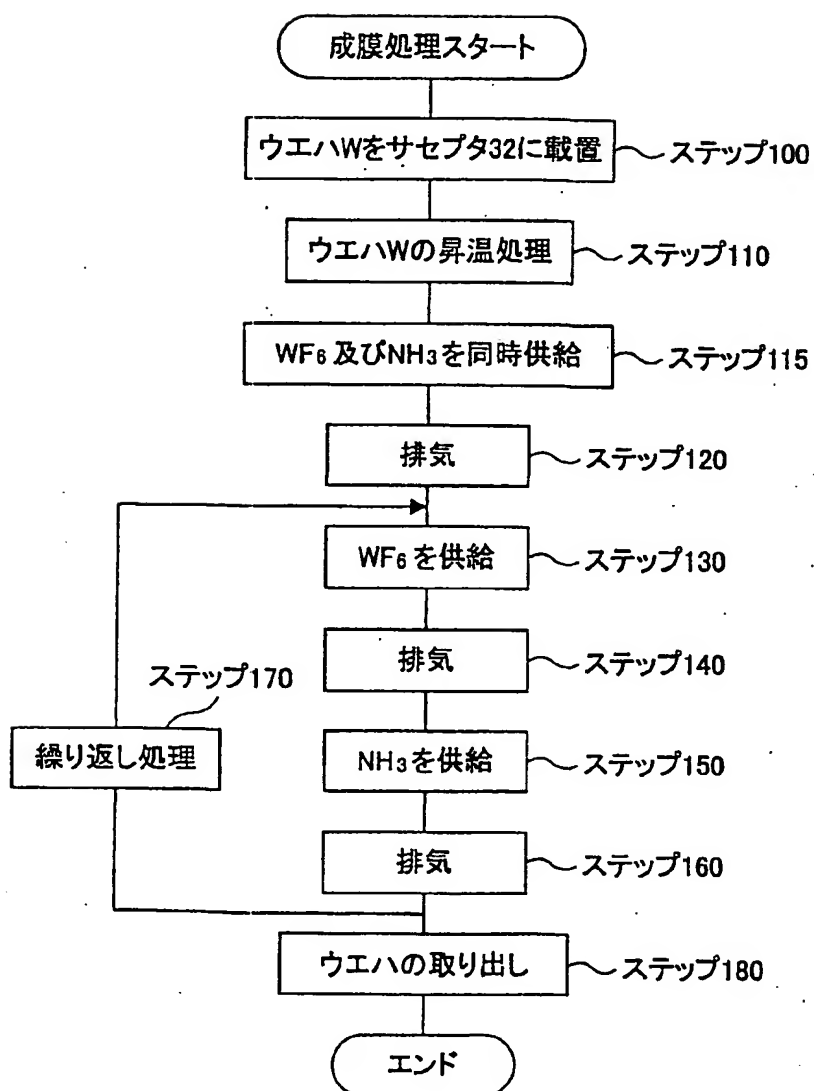 成膜処理スタート
ウエハWをサセプタ32に載置
ステップ100
ウエハWの昇温処理
ステップ110
WF₆及びNH₃を同時供給
ステップ115
排気
ステップ120
WF₆を供給
ステップ130
排気
ステップ140
ステップ170
繰り返し処理
NH₃を供給
ステップ150
排気
ステップ160
ウエハの取り出し
ステップ180
エンド